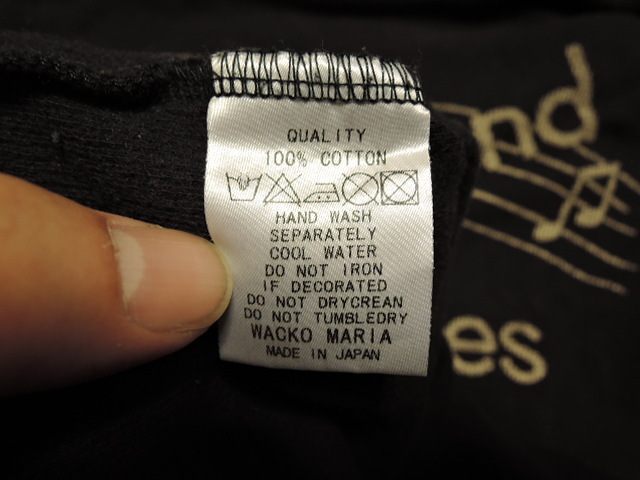 QUALITY
100% COTTON
HAND WASH
SEPARATELY
COOL WATER
DO NOT IRON
IF DECORATED
DO NOT DRYCREAN
DO NOT TUMBLEDRY
WACKO MARIA
MADE IN JAPAN
nd
es